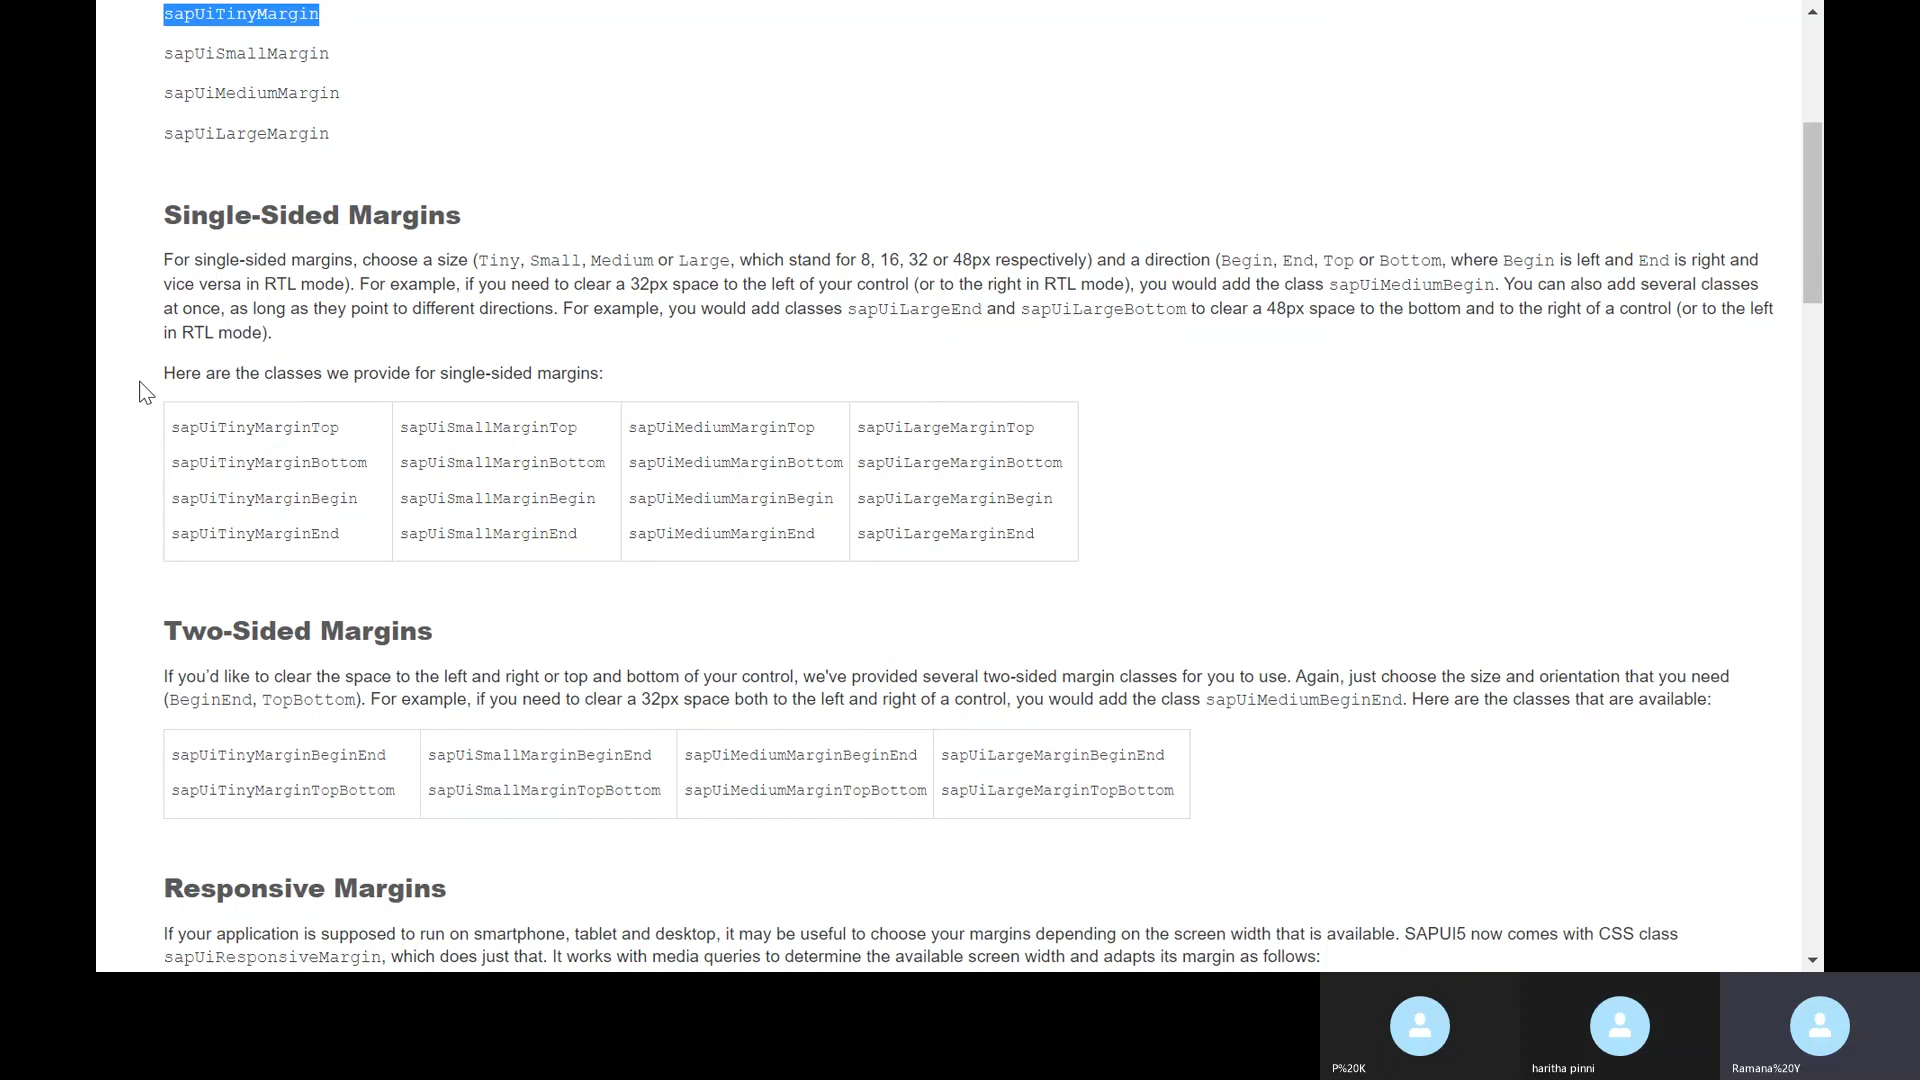 sapUiTinyMargin
sapUiSmallMargin
sapUiMediumMargin
sapUiLargeMargin
Single-Sided Margins
For single-sided margins, choose a size (Tiny, Small, Medium or Large, which stand for 8, 16, 32 or 48px respectively) and a direction (Begin, End, Top or Bottom, where Begin is left and End is right and
vice versa in RTL mode). For example, if you need to clear a 32px space to the left of your control (or to the right in RTL mode), you would add the class sapUiMediumBegin. You can also add several classes
at once, as long as they point to different directions. For example, you would add classes sapUiLargeEnd and sapUiLargeBottom to clear a 48px space to the bottom and to the right of a control (or to the left
in RTL mode).
Here are the classes we provide for single-sided margins:
sapUiTinyMarginTop sapUiSmallMarginTop sapUiMediumMarginTop sapUiLargeMarginTop
sapUiTinyMarginBottom sapUiSmallMarginBottom sapUiMediumMarginBottom sapUiLargeMarginBottom
sapUiTinyMarginBegin sapUiSmallMarginBegin sapUiMediumMarginBegin sapUiLargeMarginBegin
sapUiTinyMarginEnd sapUiSmallMarginEnd sapUiMediumMarginEnd sapUiLargeMarginEnd
Two-Sided Margins
If you’d like to clear the space to the left and right or top and bottom of your control, we've provided several two-sided margin classes for you to use. Again, just choose the size and orientation that you need
(BeginEnd, TopBottom). For example, if you need to clear a 32px space both to the left and right of a control, you would add the class sapUiMediumBeginEnd. Here are the classes that are available:
sapUiTinyMarginBeginEnd sapUiSmallMarginBeginEnd sapUiMediumMarginBeginEnd sapUiLargeMarginBeginEnd
sapUiTinyMarginTopBottom sapUiSmallMarginTopBottom sapUiMediumMarginTopBottom sapUiLargeMarginTopBottom
Responsive Margins
If your application is supposed to run on smartphone, tablet and desktop, it may be useful to choose your margins depending on the screen width that is available. SAPUI5 now comes with CSS class
sapUiResponsiveMargin, which does just that. It works with media queries to determine the available screen width and adapts its margin as follows:
P%20K haritha pinni Ramana%20Y